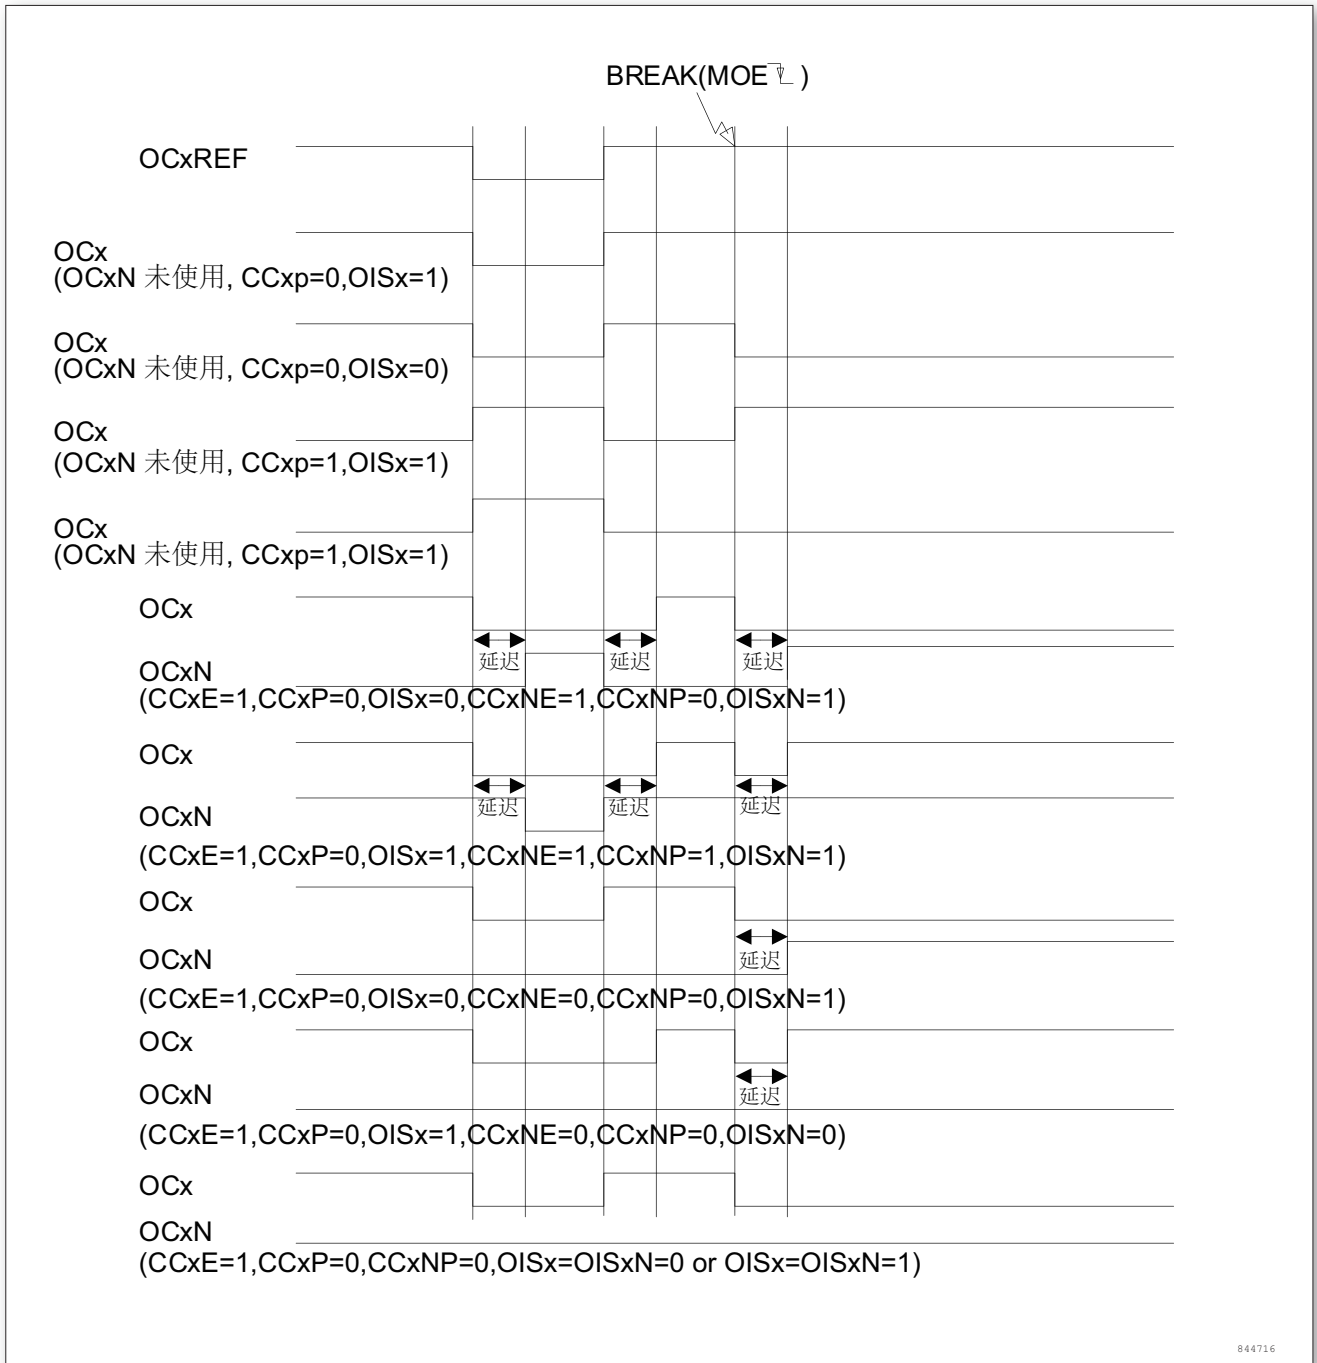 BREAK(MOE )
OCxREF
OCx
(OCxN 未使用, CCxp=0,OISx=1)
OCx
(OCxN 未使用, CCxp=0,OISx=0)
OCx
(OCxN 未使用, CCxp=1,OISx=1)
OCx
(OCxN 未使用, CCxp=1,OISx=1)
OCx
延迟 延迟 延迟
OCxN
(CCxE=1,CCxP=0,OISx=0,CCxNE=1,CCxNP=0,OISxN=1)
OCx
延迟 延迟 延迟
OCxN
(CCxE=1,CCxP=0,OISx=1,CCxNE=1,CCxNP=1,OISxN=1)
OCx
OCxN 延迟
(CCxE=1,CCxP=0,OISx=0,CCxNE=0,CCxNP=0,OISxN=1)
OCx
OCxN 延迟
(CCxE=1,CCxP=0,OISx=1,CCxNE=0,CCxNP=0,OISxN=0)
OCx
OCxN
(CCxE=1,CCxP=0,CCxNP=0,OISx=OISxN=0 or OISx=OISxN=1)
844716